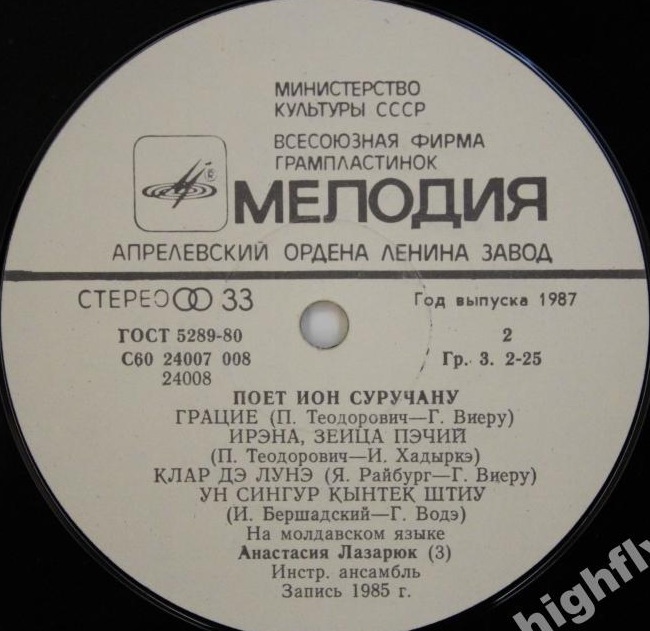 МИНИСТЕРСТВО
КУЛЬТУРЫ СССР
ВСЕСОЮЗНАЯ ФИРМА
ГРАМПЛАСТИНОК
®
МЕЛОДИЯ
АПРЕЛЕВСКИЙ ОРДЕНА ЛЕНИНА ЗАВОД
СТЕРЕО 33 Год выпуска 1987
ГОСТ 5289-80 2
С60 24007 008 Гр. 3. 2-25
24008
ПОЕТ ИОН СУРУЧАНУ
ГРАЦИЕ (П. Теодорович—Г. Виеру)
ИРЭНА, ЗЕИЦА ПЭЧИЙ
(П. Теодорович—И. Хадыркэ)
КЛАР ДЭ ЛУНЭ (Я. Райбург—Г. Виеру)
УН СИНГУР КЫНТЕК ШТИУ
(И. Бершадский—Г. Водэ)
На молдавском языке
Анастасия Лазарюк (3)
Инстр. ансамбль
Запись 1985 г.
highfly